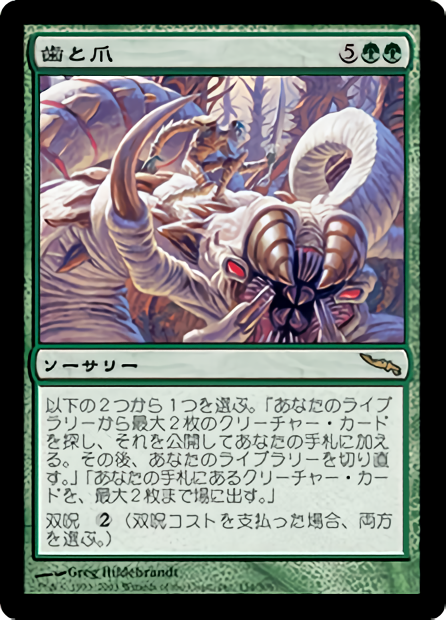 歯と爪 5
ソーサリー
以下の2つから1つを選ぶ。「あなたのライブ
ラリーから最大2枚のクリーチャー・カード
を探し、それを公開してあなたの手札に加え
る。その後、あなたのライブラリーを切り直
す。」「あなたの手札にあるクリーチャー・カー
ドを、最大2枚まで場に出す。」
双呪 2 (双呪コストを支払った場合、両方
を選ぶ。)
Greg Hildebrandt